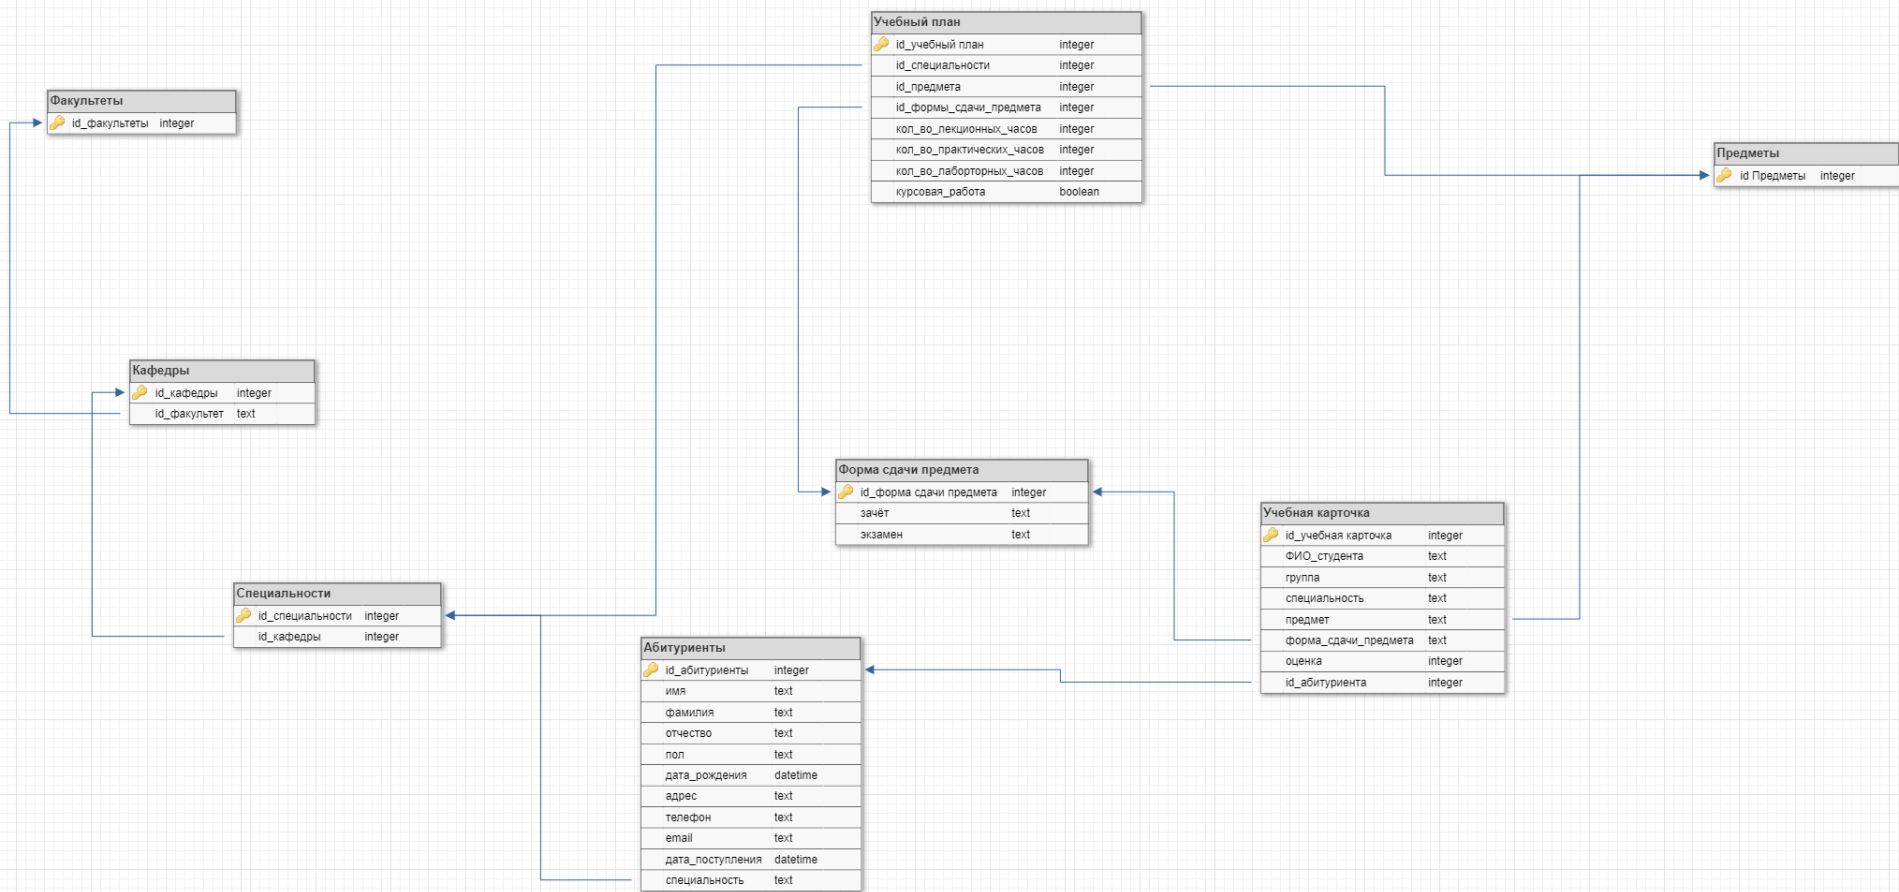 Учебный план
id_учебный план integer
id_специальности integer
id_предмета integer
id_формы_сдачи_предмета integer
кол_во_лекционных_часов integer
кол_во_практических_часов integer
кол_во_лаборторных_часов integer
курсовая_работа boolean
Факультеты
id_факультеты integer
Предметы
id Предметы integer
Кафедры
id_кафедры integer
id_факультет text
Форма сдачи предмета
id_форма сдачи предмета integer
зачёт text
экзамен text
Учебная карточка
id_учебная карточка integer
ФИО_студента text
группа text
специальность text
предмет text
форма_сдачи_предмета text
оценка integer
id_абитуриента integer
Специальности
id_специальности integer
id_кафедры integer
Абитуриенты
id_абитуриенты integer
имя text
фамилия text
отчество text
пол text
дата_рождения datetime
адрес text
телефон text
email text
дата_поступления datetime
специальность text